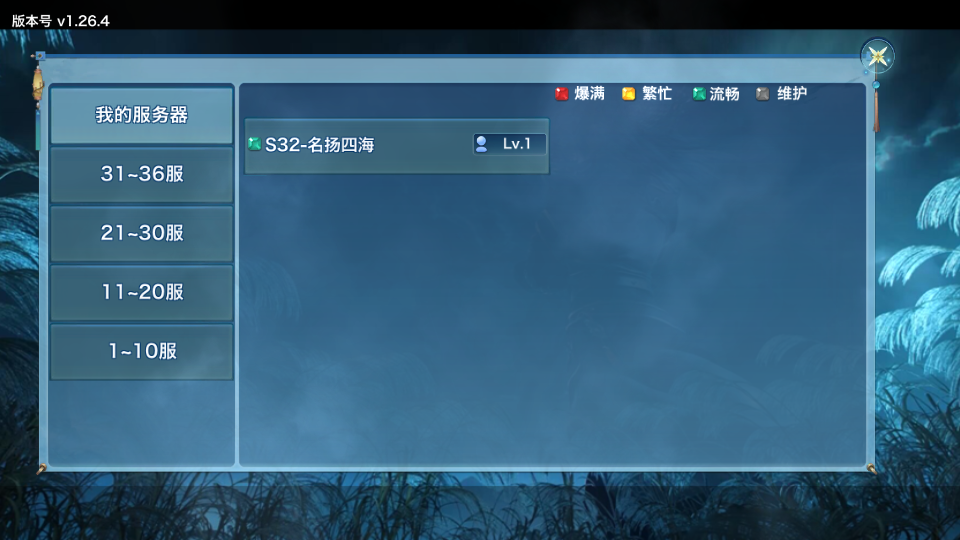 版本号 v1.26.4
爆满 繁忙 流畅 维护
我的服务器
S32-名扬四海 Lv.1
31~36服
21~30服
11~20服
1~10服